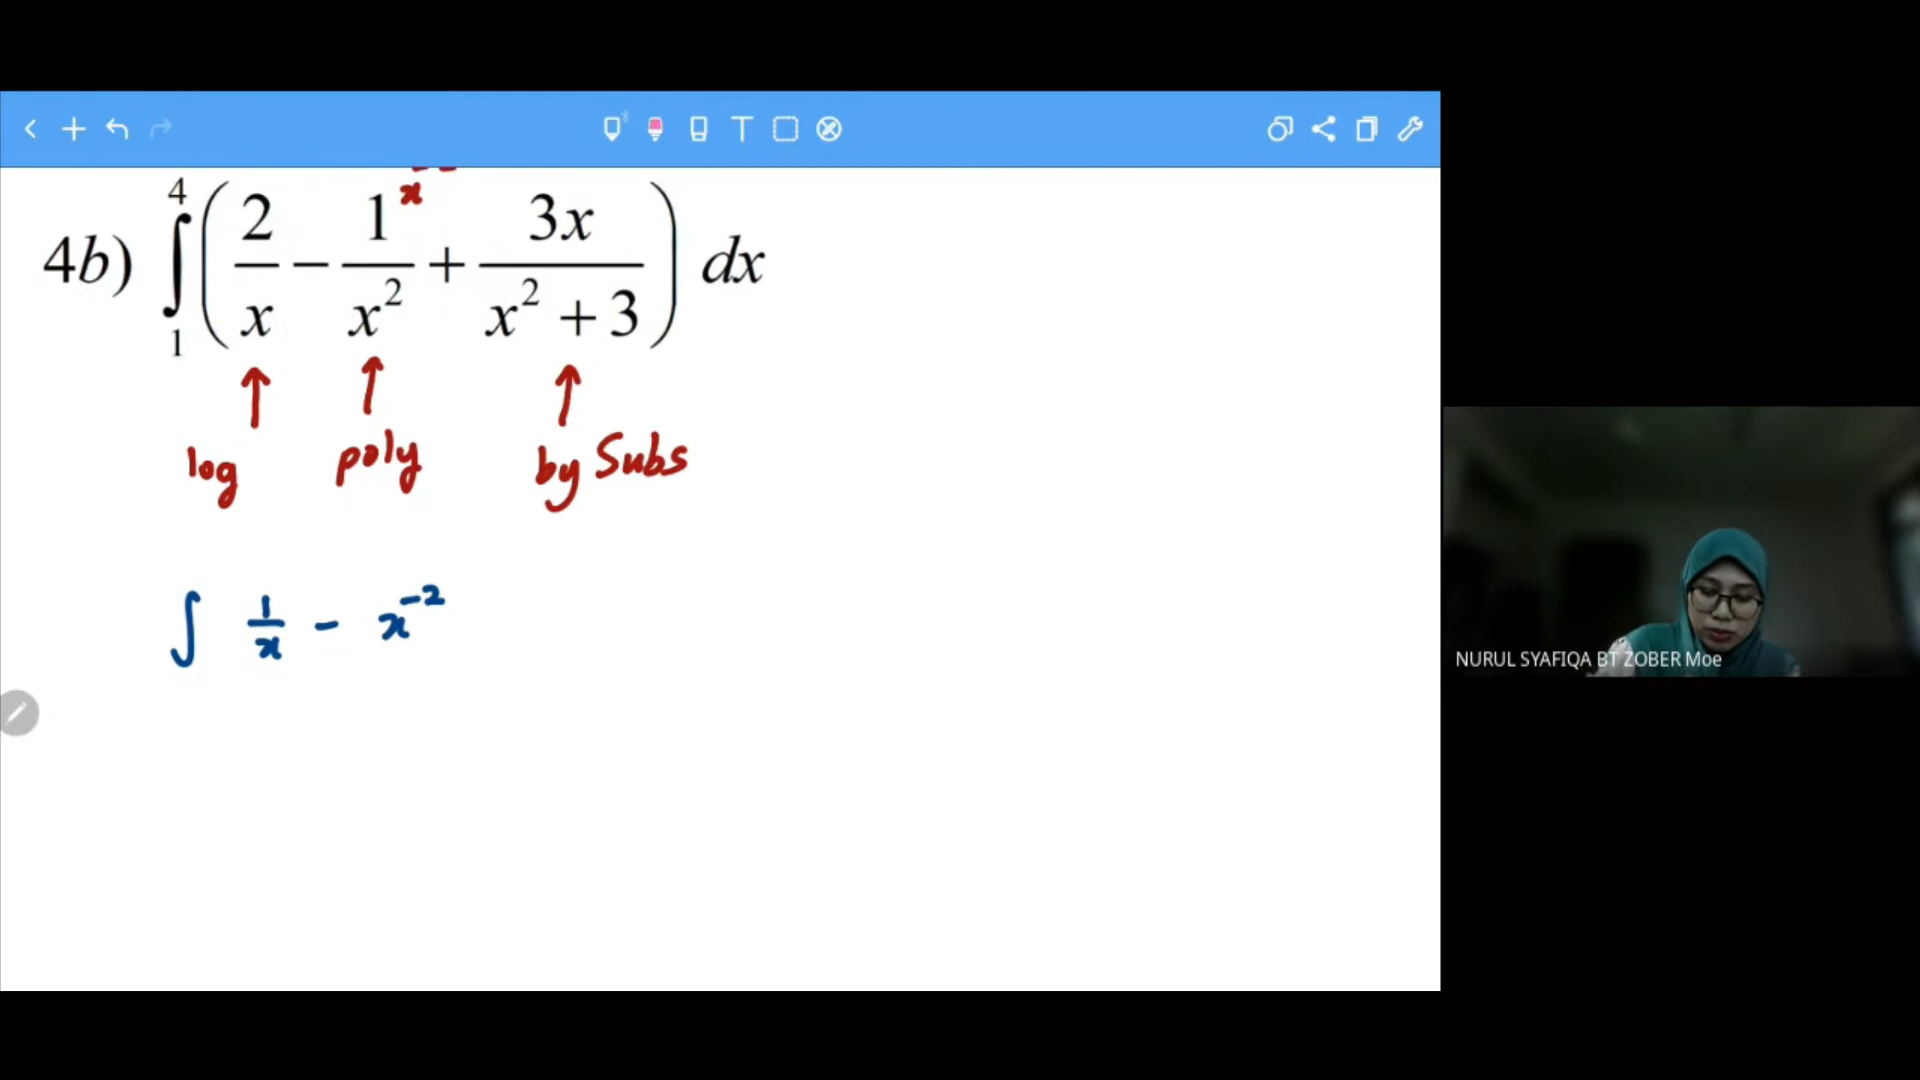 4b) ∫₁⁴ (2/x − 1/x² + 3x/(x² + 3)) dx
x
log poly by Subs
∫ 1/x − x⁻²
NURUL SYAFIQA BT ZOBER Moe